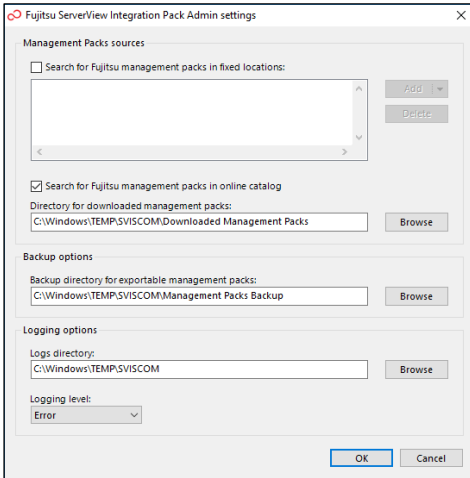 Fujitsu ServerView Integration Pack Admin settings
Management Packs sources
Search for Fujitsu management packs in fixed locations:
Add
Delete
Search for Fujitsu management packs in online catalog
Directory for downloaded management packs:
C:\Windows\TEMP\SVISCOM\Downloaded Management Packs
Browse
Backup options
Backup directory for exportable management packs:
C:\Windows\TEMP\SVISCOM\Management Packs Backup
Browse
Logging options
Logs directory:
C:\Windows\TEMP\SVISCOM
Browse
Logging level:
Error
OK
Cancel